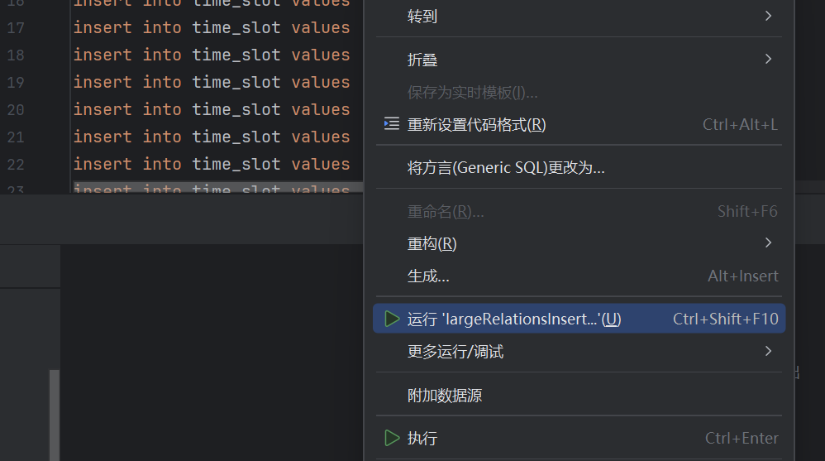 16 insert into time_slot values
17 insert into time_slot values
18 insert into time_slot values
19 insert into time_slot values
20 insert into time_slot values
21 insert into time_slot values
22 insert into time_slot values
23 insert into time_slot values
转到
折叠
保存为实时模板(J)...
重新设置代码格式(R) Ctrl+Alt+L
将方言(Generic SQL)更改为...
重命名(R)... Shift+F6
重构(R)
生成... Alt+Insert
运行 'largeRelationsInsert...'(U) Ctrl+Shift+F10
更多运行/调试
附加数据源
执行 Ctrl+Enter